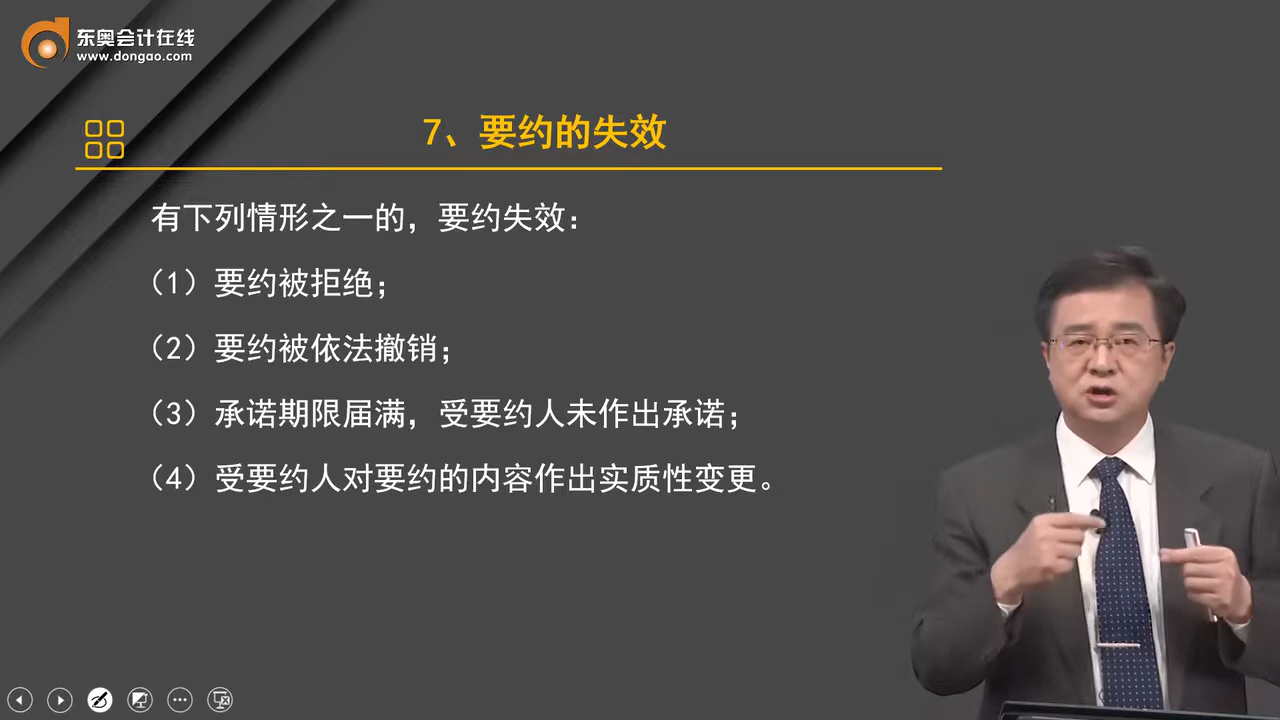 东奥会计在线
www.dongao.com
7、要约的失效
有下列情形之一的，要约失效：
（1）要约被拒绝；
（2）要约被依法撤销；
（3）承诺期限届满，受要约人未作出承诺；
（4）受要约人对要约的内容作出实质性变更。